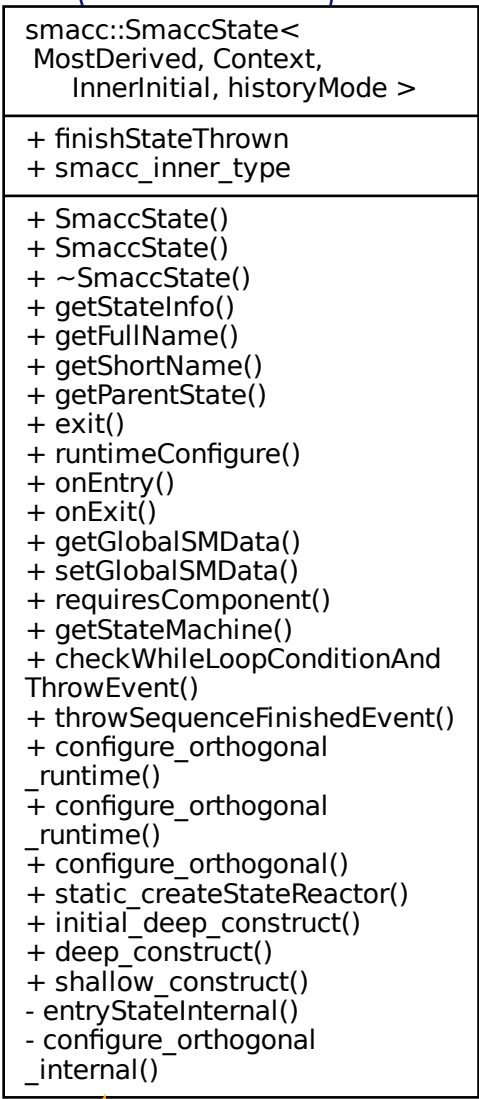 smacc::SmaccState<
MostDerived, Context,
InnerInitial, historyMode >
+ finishStateThrown
+ smacc_inner_type
+ SmaccState()
+ SmaccState()
+ ~SmaccState()
+ getStateInfo()
+ getFullName()
+ getShortName()
+ getParentState()
+ exit()
+ runtimeConfigure()
+ onEntry()
+ onExit()
+ getGlobalSMData()
+ setGlobalSMData()
+ requiresComponent()
+ getStateMachine()
+ checkWhileLoopConditionAnd
ThrowEvent()
+ throwSequenceFinishedEvent()
+ configure_orthogonal
_runtime()
+ configure_orthogonal
_runtime()
+ configure_orthogonal()
+ static_createStateReactor()
+ initial_deep_construct()
+ deep_construct()
+ shallow_construct()
- entryStateInternal()
- configure_orthogonal
_internal()